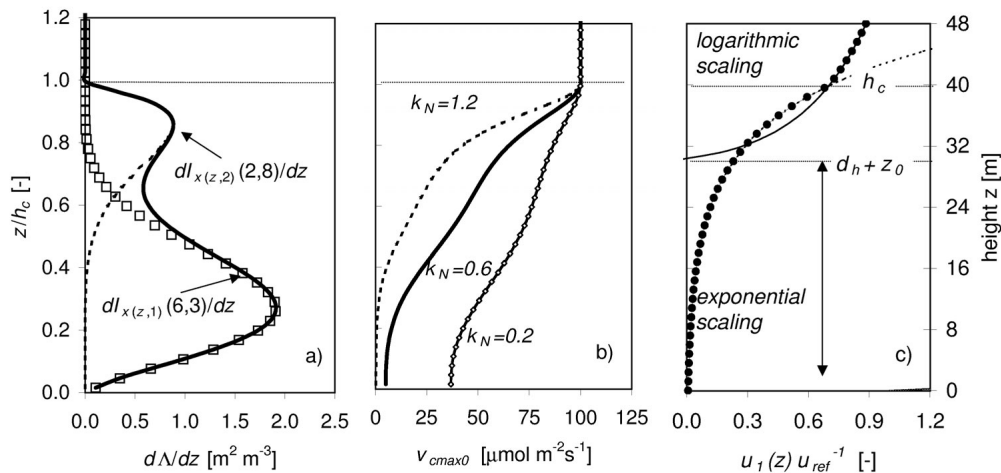 1.2
1.0
0.8
0.6
0.4
0.2
0.0
z/h_c [-]
dI_x(z,2)(2,8)/dz
dI_x(z,1)(6,3)/dz
a)
0.0 0.5 1.0 1.5 2.0 2.5
dΛ/dz [m² m⁻³]
k_N=1.2
k_N=0.6
k_N=0.2
b)
0 25 50 75 100 125
v_cmax0 [μmol m⁻²s⁻¹]
logarithmic
scaling
h_c
d_h + z_0
exponential
scaling
c)
0.0 0.3 0.6 0.9 1.2
u_1(z) u_ref⁻¹ [-]
48
40
32
24
16
8
0
height z [m]